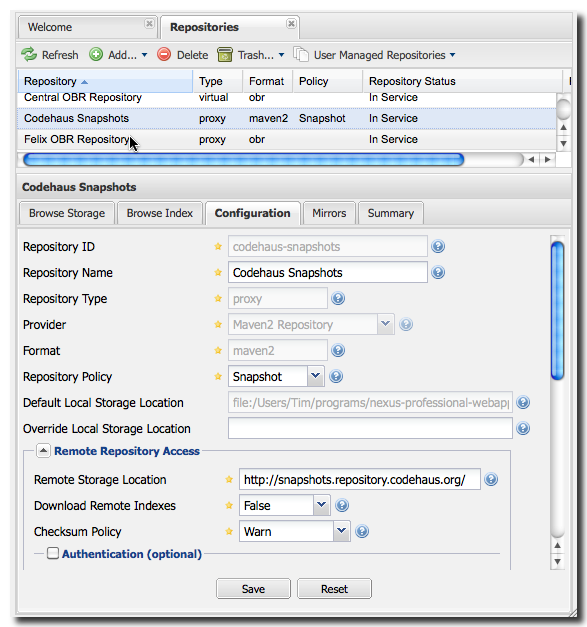 Welcome Repositories
Refresh Add... Delete Trash... User Managed Repositories
Repository Type Format Policy Repository Status
Central OBR Repository virtual obr In Service
Codehaus Snapshots proxy maven2 Snapshot In Service
Felix OBR Repository proxy obr In Service
Codehaus Snapshots
Browse Storage Browse Index Configuration Mirrors Summary
Repository ID codehaus-snapshots
Repository Name Codehaus Snapshots
Repository Type proxy
Provider Maven2 Repository
Format maven2
Repository Policy Snapshot
Default Local Storage Location file:/Users/Tim/programs/nexus-professional-webapp
Override Local Storage Location
Remote Repository Access
Remote Storage Location http://snapshots.repository.codehaus.org/
Download Remote Indexes False
Checksum Policy Warn
Authentication (optional)
Save Reset